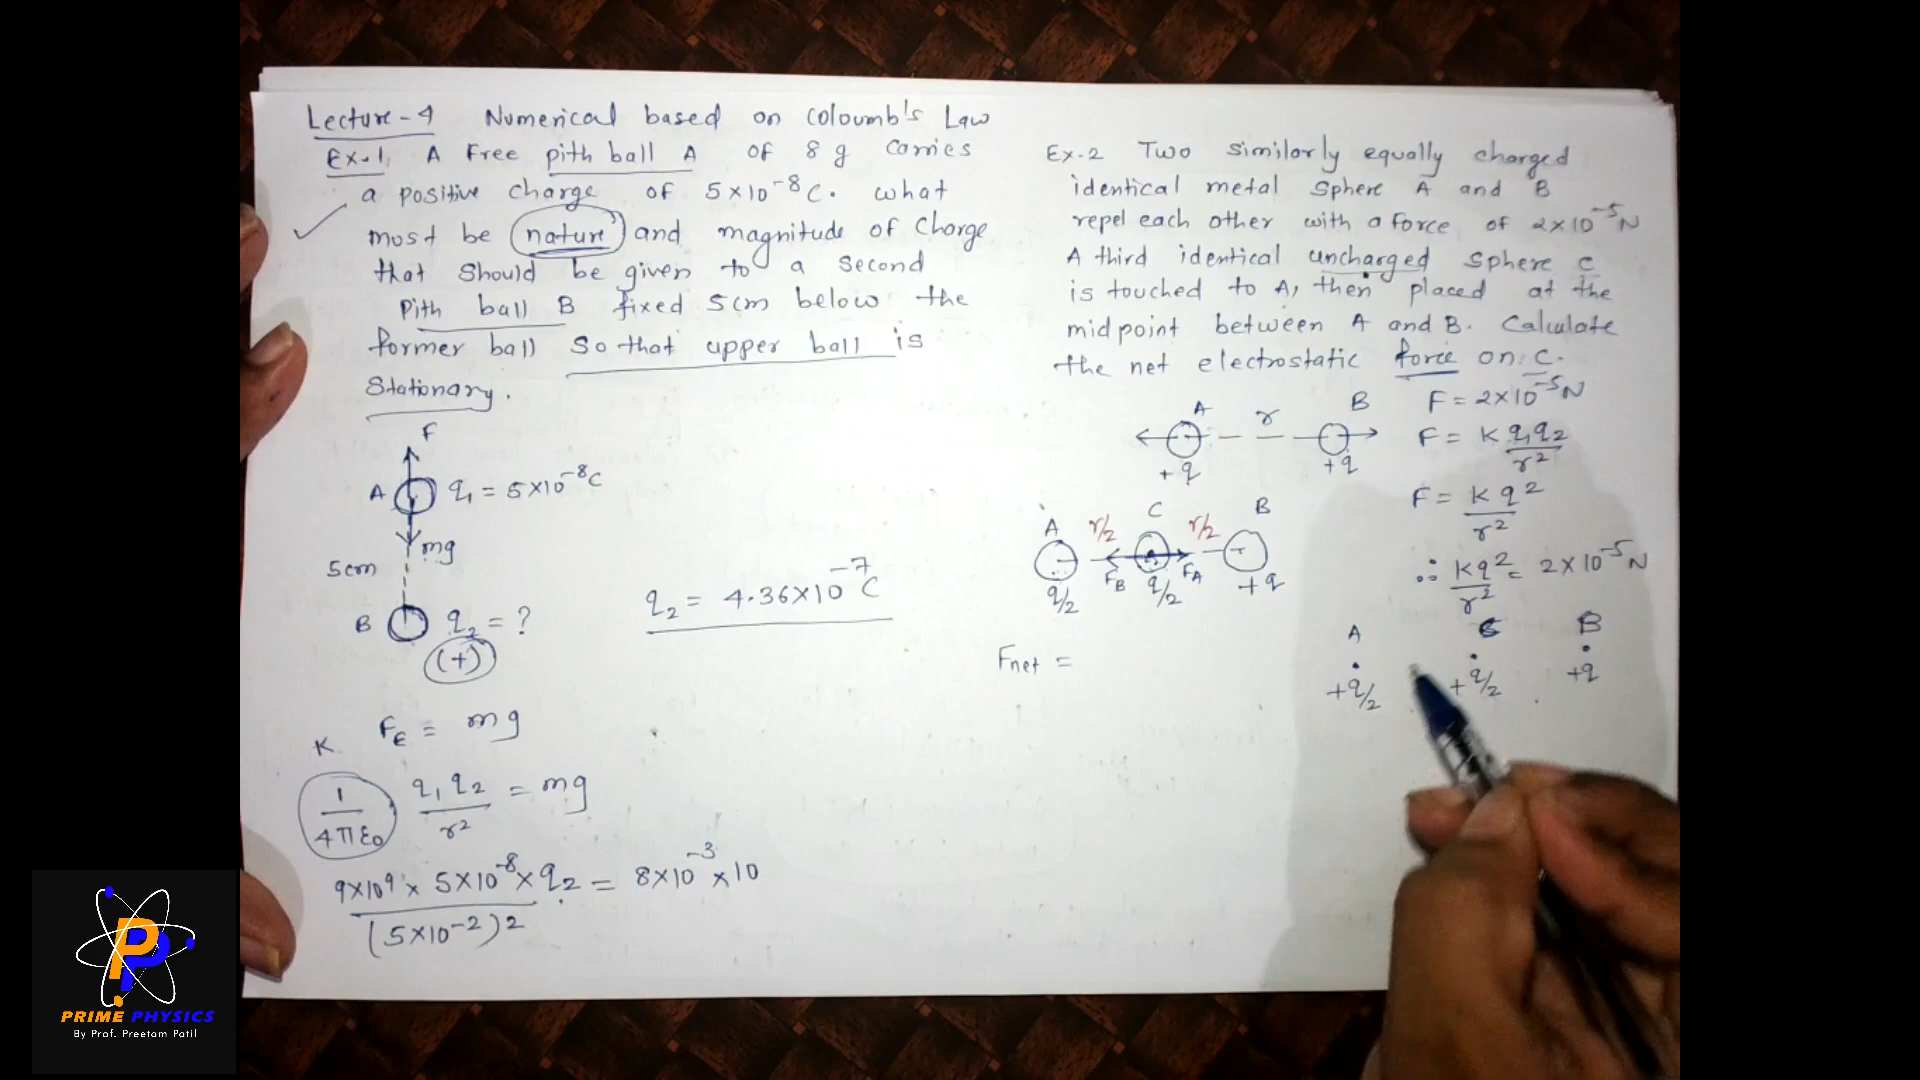 Lecture-4 Numerical based on Coloumb's Law
Ex.1 A Free pith ball A of 8 g carries
a positive charge of 5×10⁻⁸C. what
must be nature and magnitude of Charge
that should be given to a second
Pith ball B fixed 5cm below the
former ball so that upper ball is
Stationary.
F
A q₁ = 5×10⁻⁸C
mg
5cm
B q₂ = ?
(+)
q₂ = 4.36×10⁻⁷C
F_E = mg
K
1/4πε₀ q₁q₂/r² = mg
9×10⁹ × 5×10⁻⁸ × q₂ / (5×10⁻²)² = 8×10⁻³ × 10
Ex.2 Two similarly equally charged
identical metal sphere A and B
repel each other with a force of 2×10⁻⁵N
A third identical uncharged sphere C
is touched to A, then placed at the
midpoint between A and B. Calculate
the net electrostatic force on C.
A r B
+q +q
F = 2×10⁻⁵N
F = K q₁q₂/r²
F = Kq²/r²
∴ Kq²/r² = 2×10⁻⁵N
A r/2 C r/2 B
F_B F_A
q/2 q/2 +q
Fnet =
A C B
+q/2 +q/2 +q
P
PRIME PHYSICS
By Prof. Preetam Patil